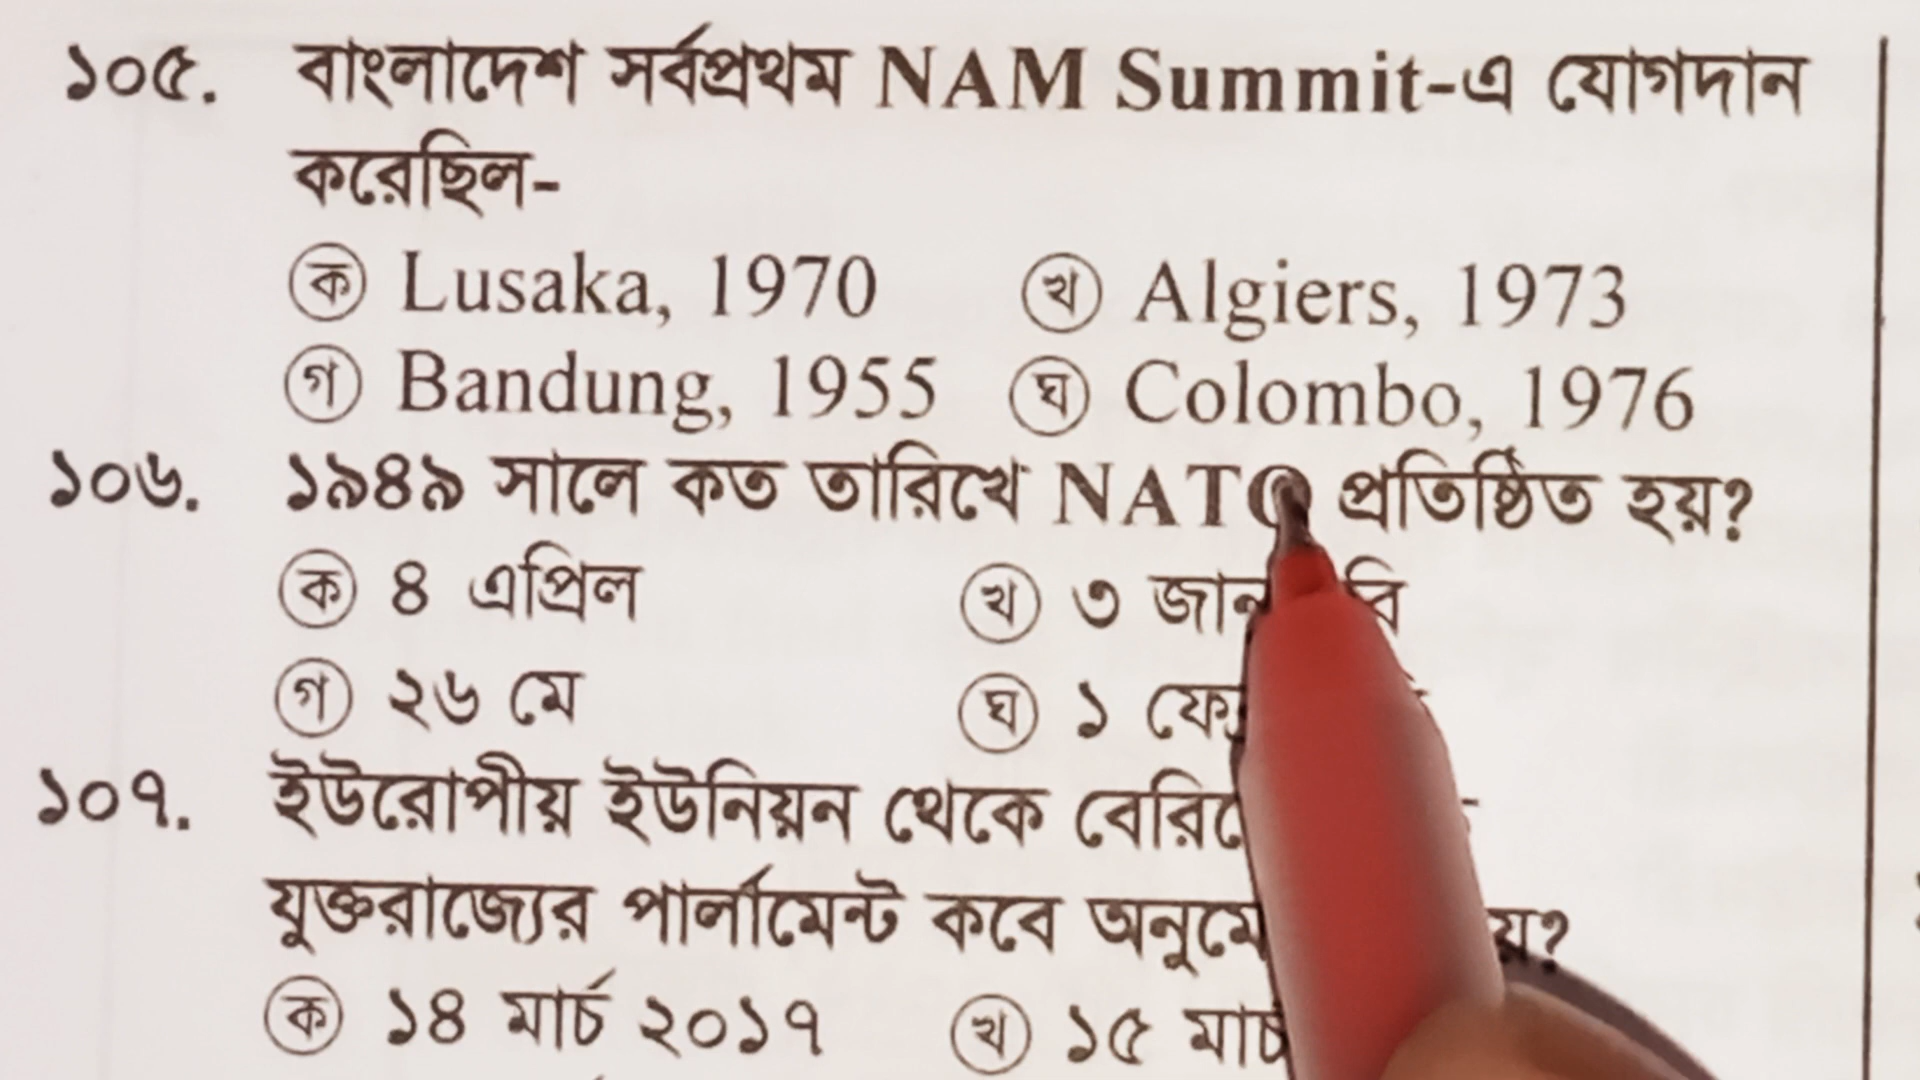 ১০৫. বাংলাদেশ সর্বপ্রথম NAM Summit-এ যোগদান
করেছিল-
ক Lusaka, 1970 খ Algiers, 1973
গ Bandung, 1955 ঘ Colombo, 1976
১০৬. ১৯৪৯ সালে কত তারিখে NATO প্রতিষ্ঠিত হয়?
ক ৪ এপ্রিল খ ৩
গ ২৬ মে ঘ ১
১০৭. ইউরোপীয় ইউনিয়ন থেকে
যুক্তরাজ্যের পার্লামেন্ট কবে
ক ১৪ মার্চ ২০১৭ খ ১৫ মার্চ